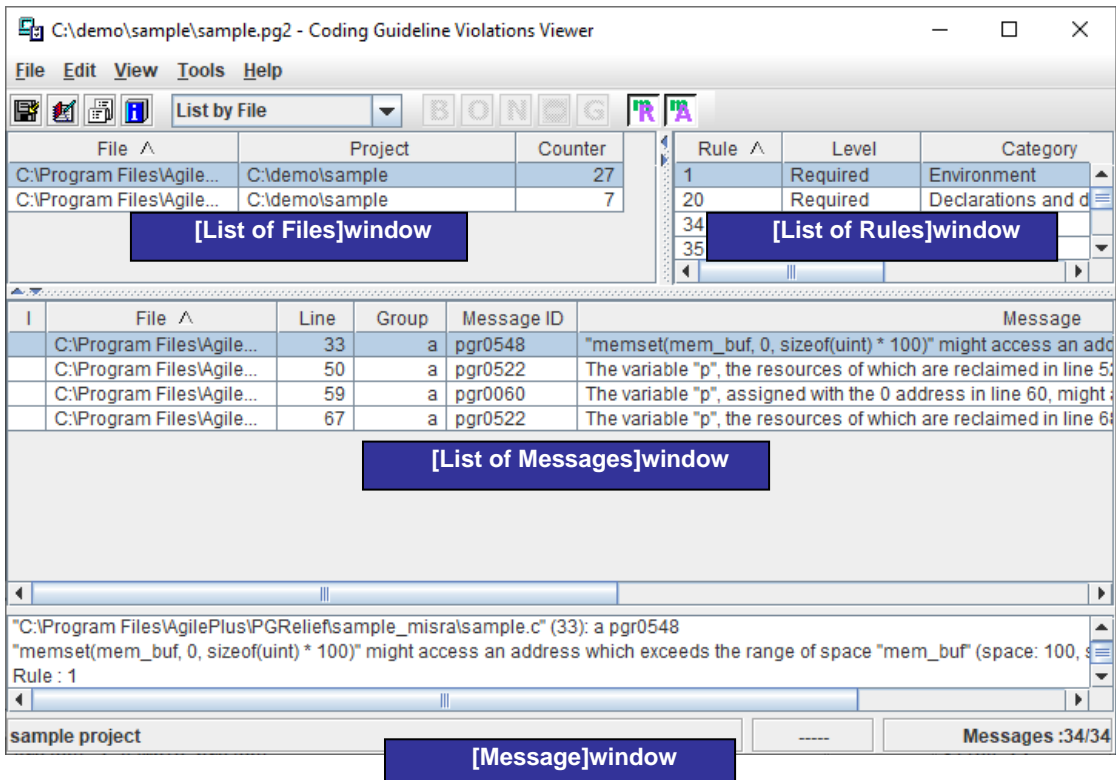 C:\demo\sample\sample.pg2 - Coding Guideline Violations Viewer
File Edit View Tools Help
List by File B O N G mR mA
File Project Counter
C:\Program Files\Agile... C:\demo\sample 27
C:\Program Files\Agile... C:\demo\sample 7
[List of Files]window
Rule Level Category
1 Required Environment
20 Required Declarations and d
34
35
[List of Rules]window
I File Line Group Message ID Message
C:\Program Files\Agile... 33 a pgr0548 "memset(mem_buf, 0, sizeof(uint) * 100)" might access an add
C:\Program Files\Agile... 50 a pgr0522 The variable "p", the resources of which are reclaimed in line 52
C:\Program Files\Agile... 59 a pgr0060 The variable "p", assigned with the 0 address in line 60, might
C:\Program Files\Agile... 67 a pgr0522 The variable "p", the resources of which are reclaimed in line 68
[List of Messages]window
"C:\Program Files\AgilePlus\PGRelief\sample_misra\sample.c" (33): a pgr0548
"memset(mem_buf, 0, sizeof(uint) * 100)" might access an address which exceeds the range of space "mem_buf" (space: 100,
Rule : 1
sample project ----- Messages :34/34
[Message]window